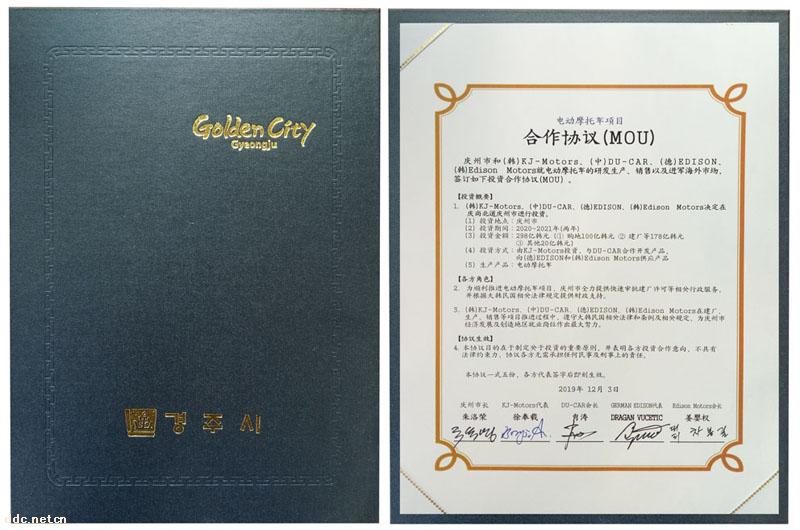 Golden City
Gyeongju
경주시
ddc.net.cn
电动摩托车项目
合作协议(MOU)
庆州市和(韩)KJ-Motors、(中)DU-CAR、(德)EDISON、
(韩)Edison Motors就电动摩托车的研发生产、销售以及进军海外市场,
签订如下投资合作协议(MOU)。
【投资概要】
1. (韩)KJ-Motors、(中)DU-CAR、(德)EDISON、(韩)Edison Motors决定在
庆尚北道庆州市进行投资。
(1) 投资地点:庆州市
(2) 投资期间:2020~2021年(两年)
(3) 投资金额:298亿韩元 (① 购地100亿韩元 ② 建厂等178亿韩元
③ 其他20亿韩元)
(4) 投资方式:由KJ-Motors投资,与DU-CAR合作开发产品,
向(德)EDISON和(韩)Edison Motors供应产品
(5) 生产产品:电动摩托车
【各方角色】
2. 为顺利推进电动摩托车项目,庆州市全力提供快速审批建厂许可等相关行政服务,
并根据大韩民国相关法律规定提供财政支持。
3. (韩)KJ-Motors、(中)DU-CAR、(德)EDISON、(韩)Edison Motors在建厂、
生产、销售等项目推进过程中,遵守大韩民国相关法律和条例及相关规定,为庆州市
经济发展及创造地区就业岗位作出最大努力。
【协议生效】
4. 本协议目的在于制定关于投资的重要原则,并表明各方投资合作意向,不具有
法律约束力,协议各方无需承担任何民事及刑事上的责任。
本协议一式五份,各方代表签字后即刻生效。
2019年 12月 3日
庆州市长 KJ-Motors代表 DU-CAR会长 GERMAN EDISON代表 Edison Motors会长
朱洛荣 徐奉载 肖涛 DRAGAN VUCETIC 姜婴权